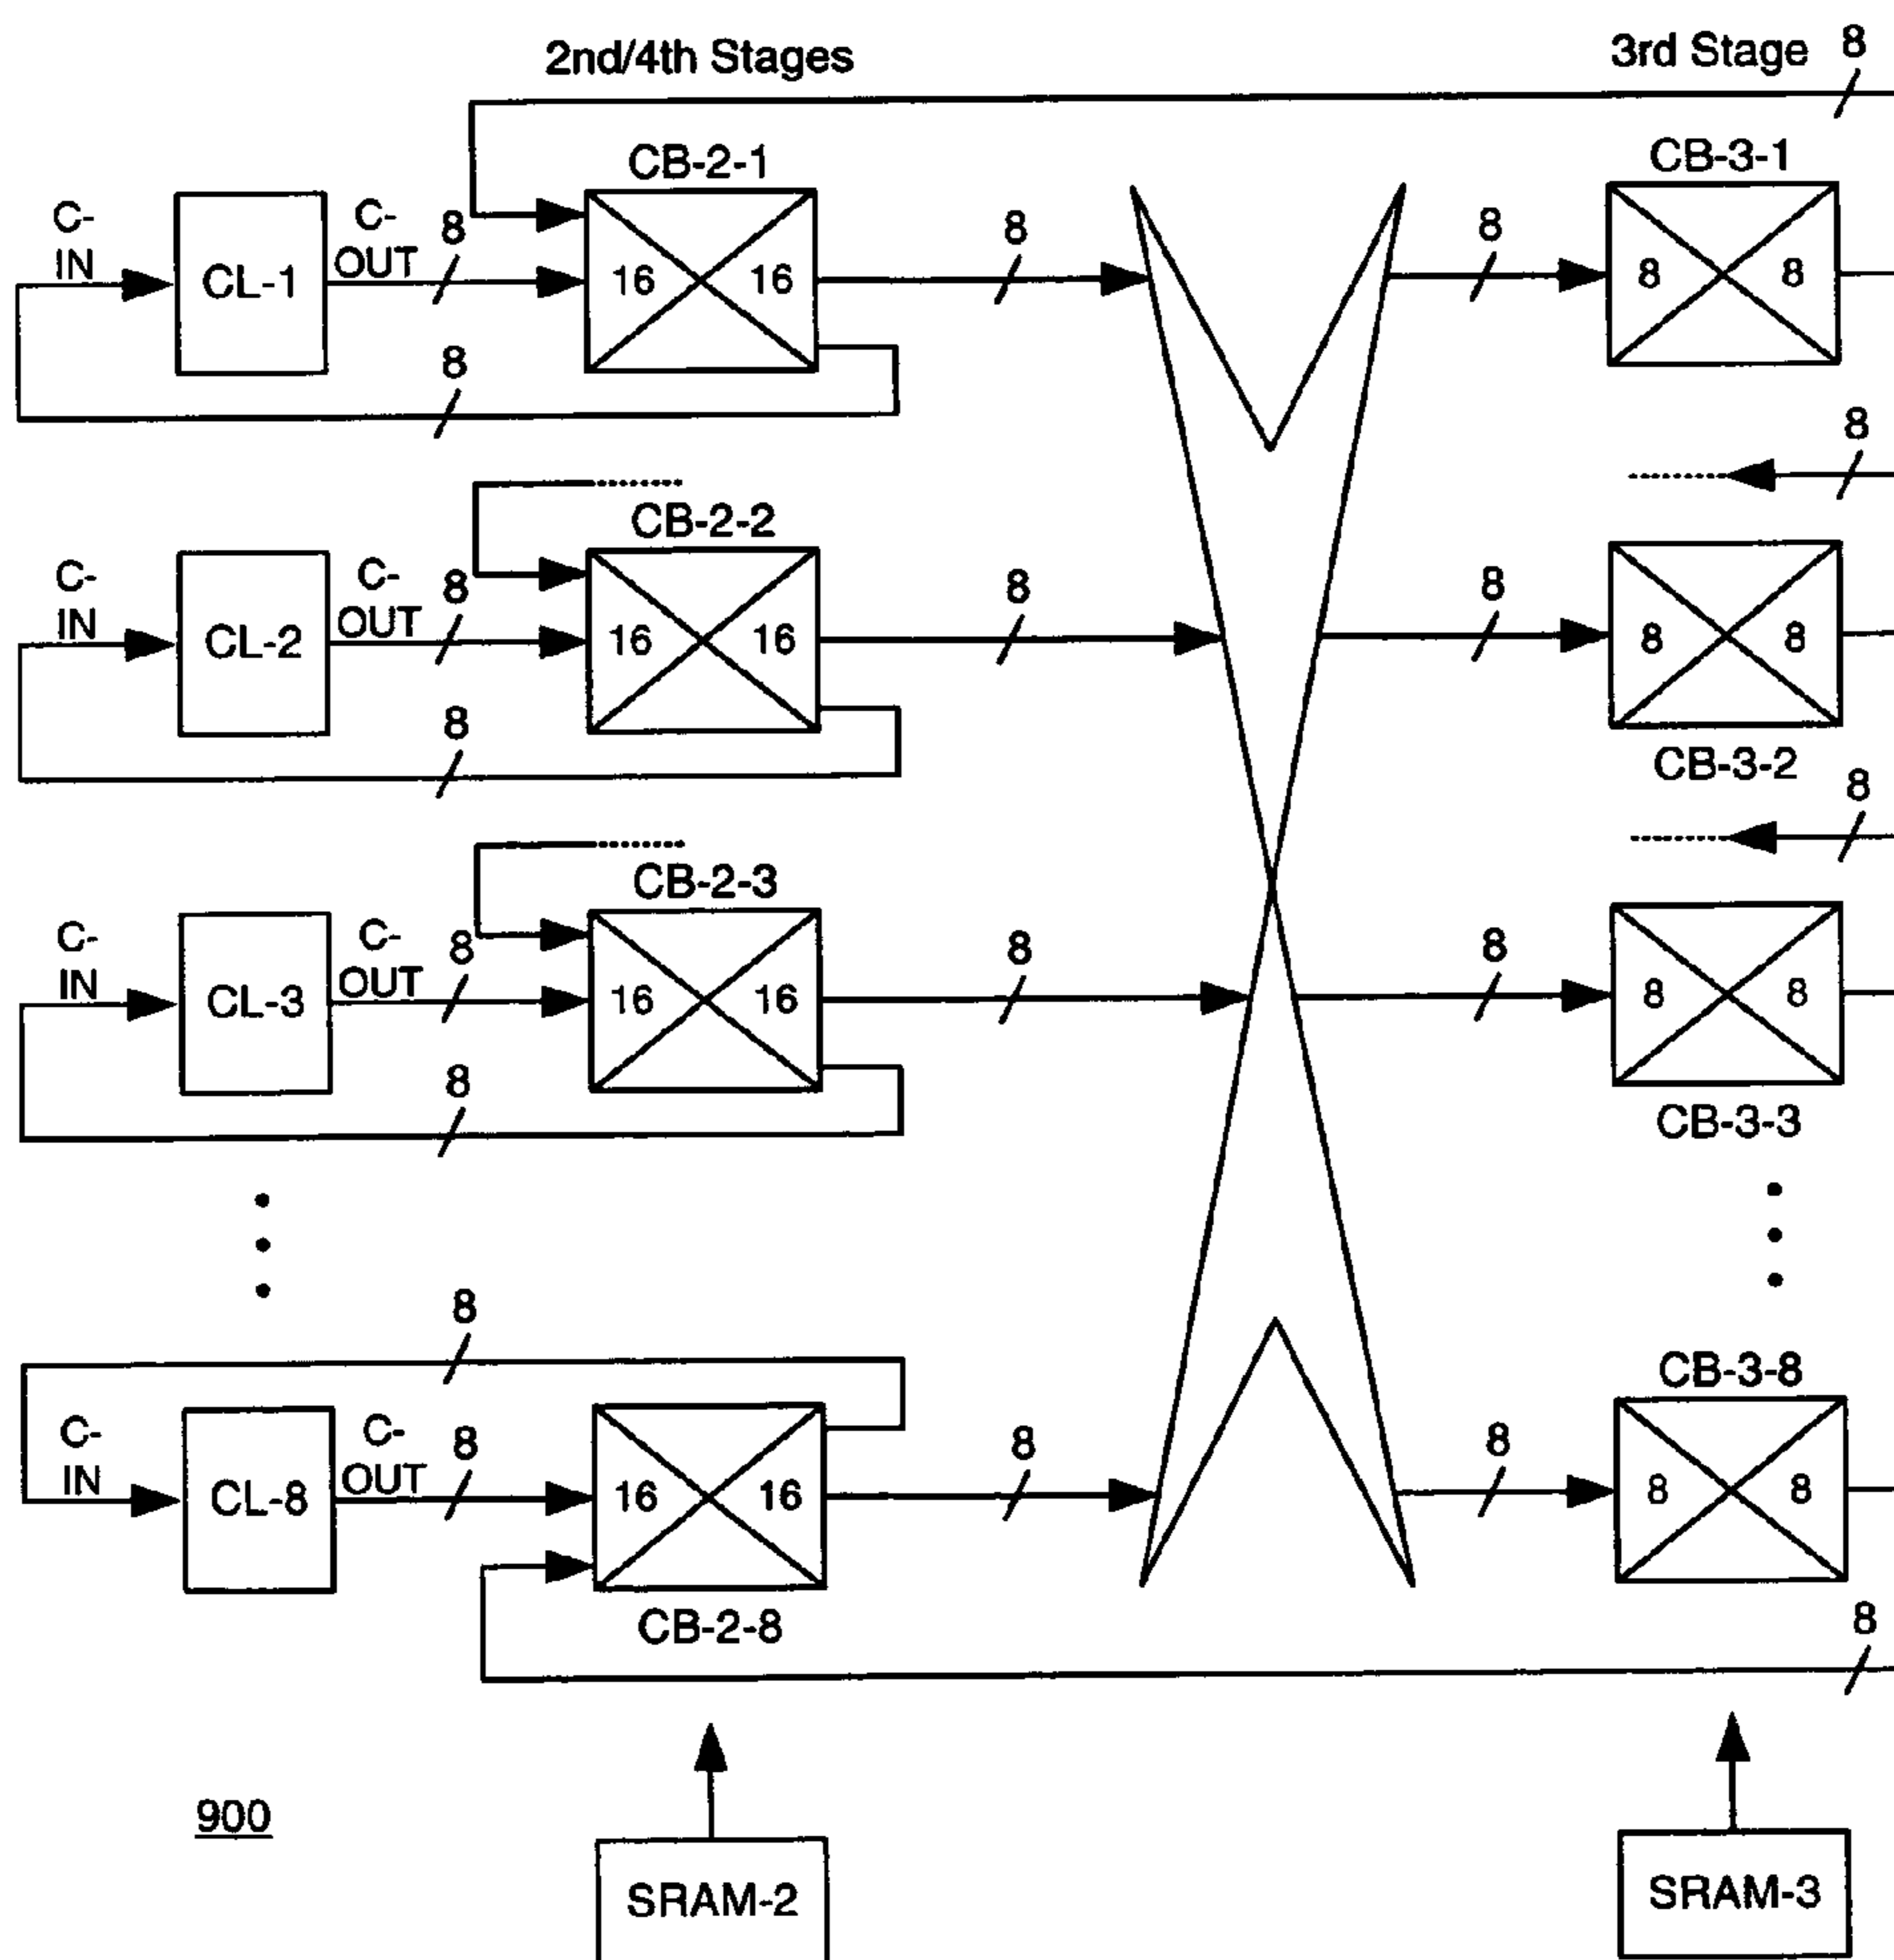 2nd/4th Stages
3rd Stage
8
CB-2-1
CB-3-1
C-
IN
CL-1
C-
OUT
8
16
16
8
8
8
8
8
8
CB-2-2
C-
IN
CL-2
C-
OUT
8
16
16
8
8
8
8
8
CB-3-2
8
CB-2-3
C-
IN
CL-3
C-
OUT
8
16
16
8
8
8
8
8
CB-3-3
8
C-
IN
CL-8
C-
OUT
8
16
16
8
8
CB-3-8
8
8
CB-2-8
8
900
SRAM-2
SRAM-3